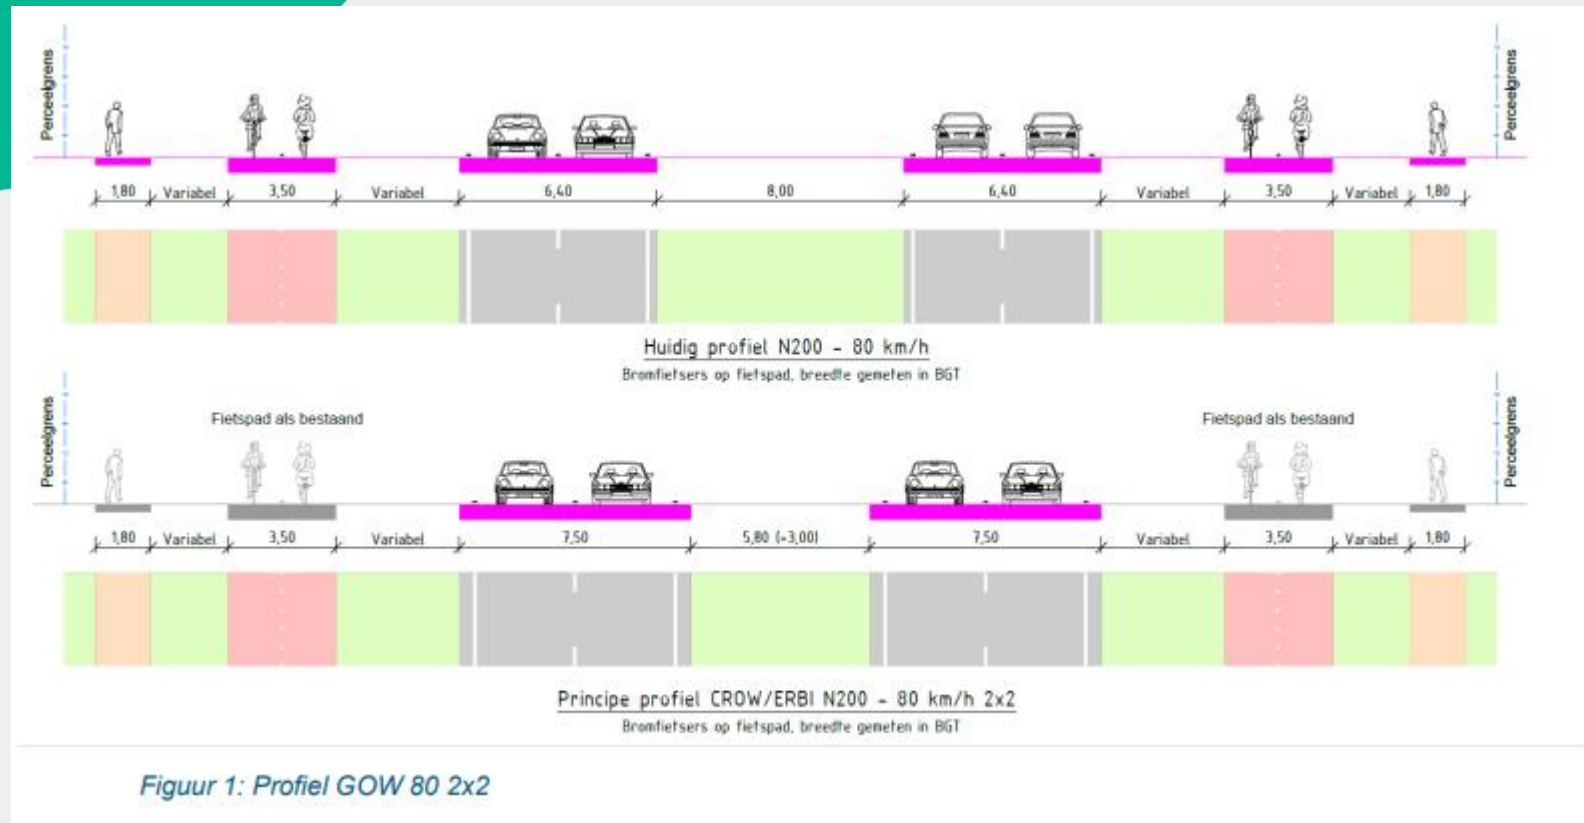 Perceelgrens
Perceelgrens
1,80 Variabel 3,50 Variabel 6,40 8,00 6,40 Variabel 3,50 Variabel 1,80
Huidig profiel N200 - 80 km/h
Bromfietsers op fietspad, breedte gemeten in BGT
Perceelgrens
Fietspad als bestaand
Fietspad als bestaand
Perceelgrens
1,80 Variabel 3,50 Variabel 7,50 5,80 (>3,00) 7,50 Variabel 3,50 Variabel 1,80
Principe profiel CROW/ERBI N200 - 80 km/h 2x2
Bromfietsers op fietspad, breedte gemeten in BGT
Figuur 1: Profiel GOW 80 2x2